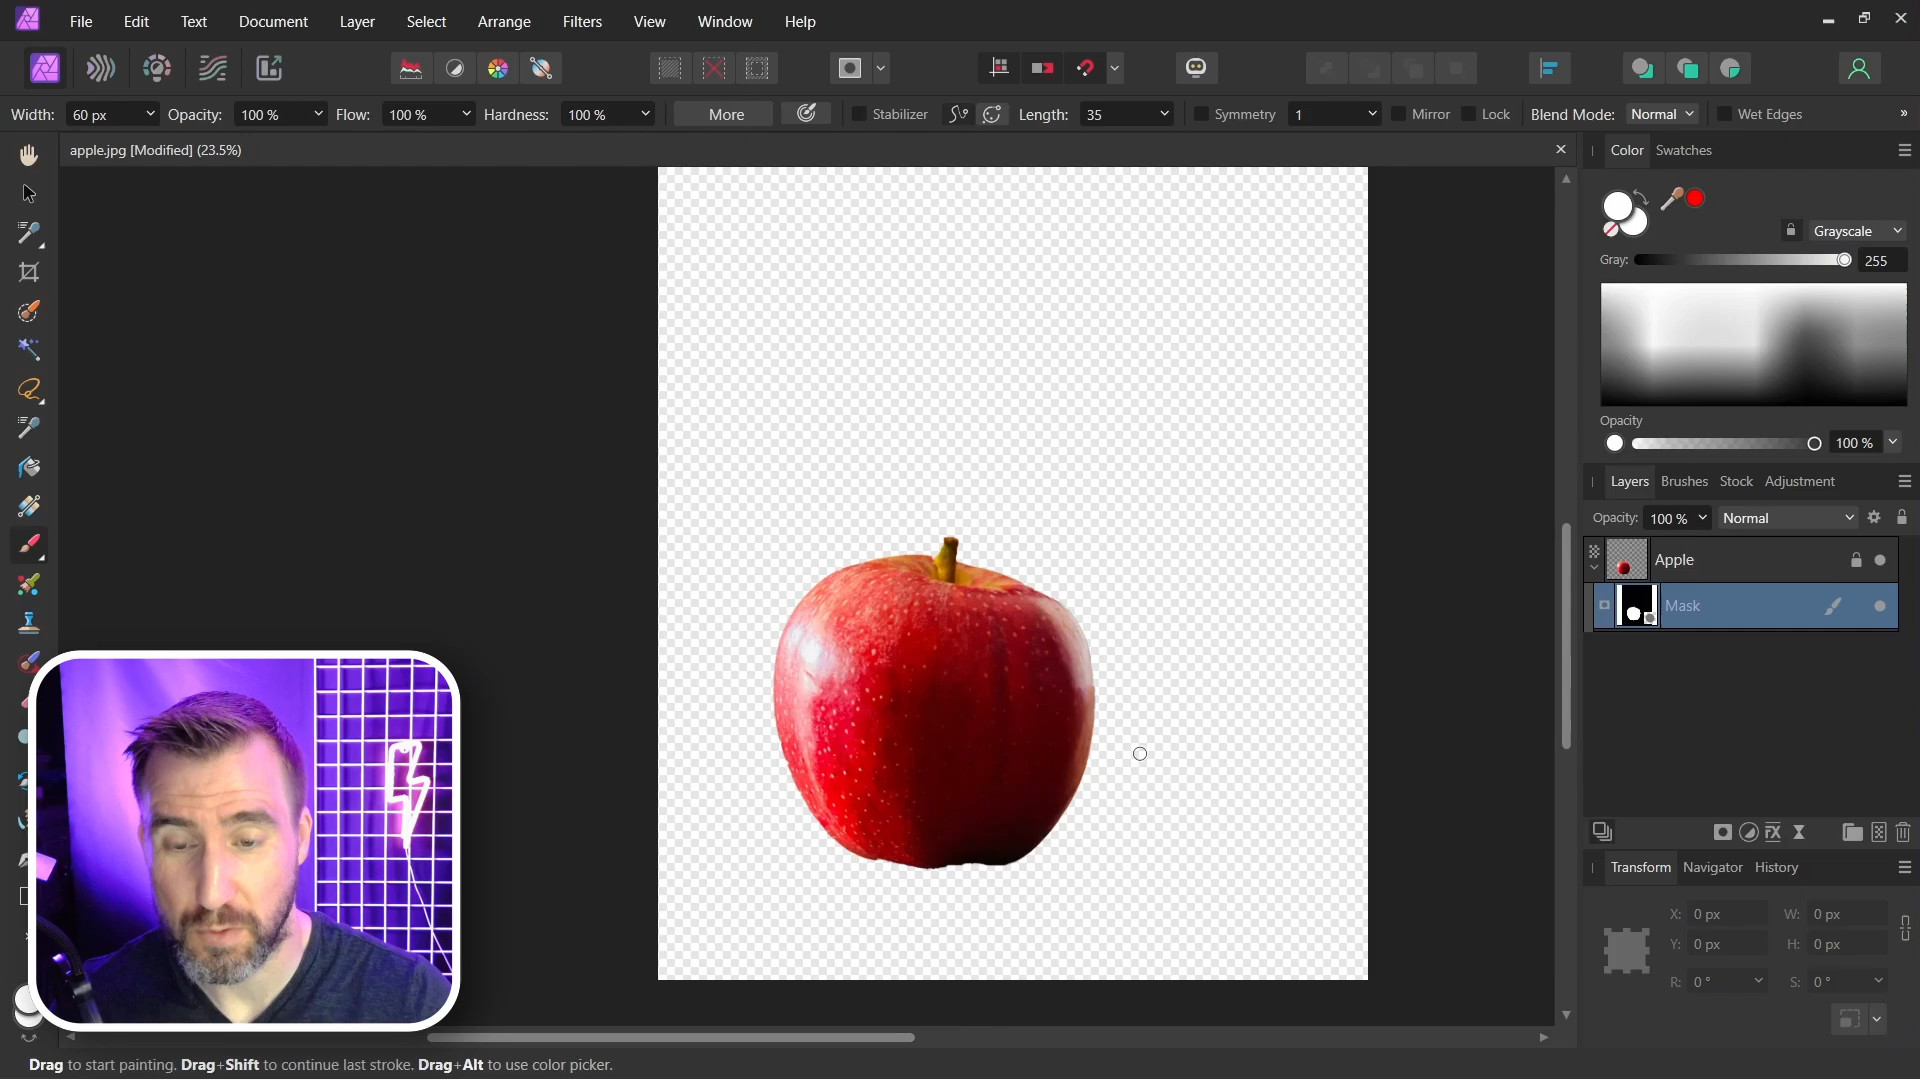 File Edit Text Document Layer Select Arrange Filters View Window Help
Width: 60 px Opacity: 100 % Flow: 100 % Hardness: 100 % More Stabilizer Length: 35 Symmetry 1 Mirror Lock Blend Mode: Normal Wet Edges »
apple.jpg [Modified] (23.5%)
Color Swatches
Grayscale
Gray: 255
Opacity
100 %
Layers Brushes Stock Adjustment
Opacity: 100 % Normal
Apple
Mask
FX
Transform Navigator History
X: 0 px W: 0 px
Y: 0 px H: 0 px
R: 0 ° S: 0 °
Drag to start painting. Drag+Shift to continue last stroke. Drag+Alt to use color picker.